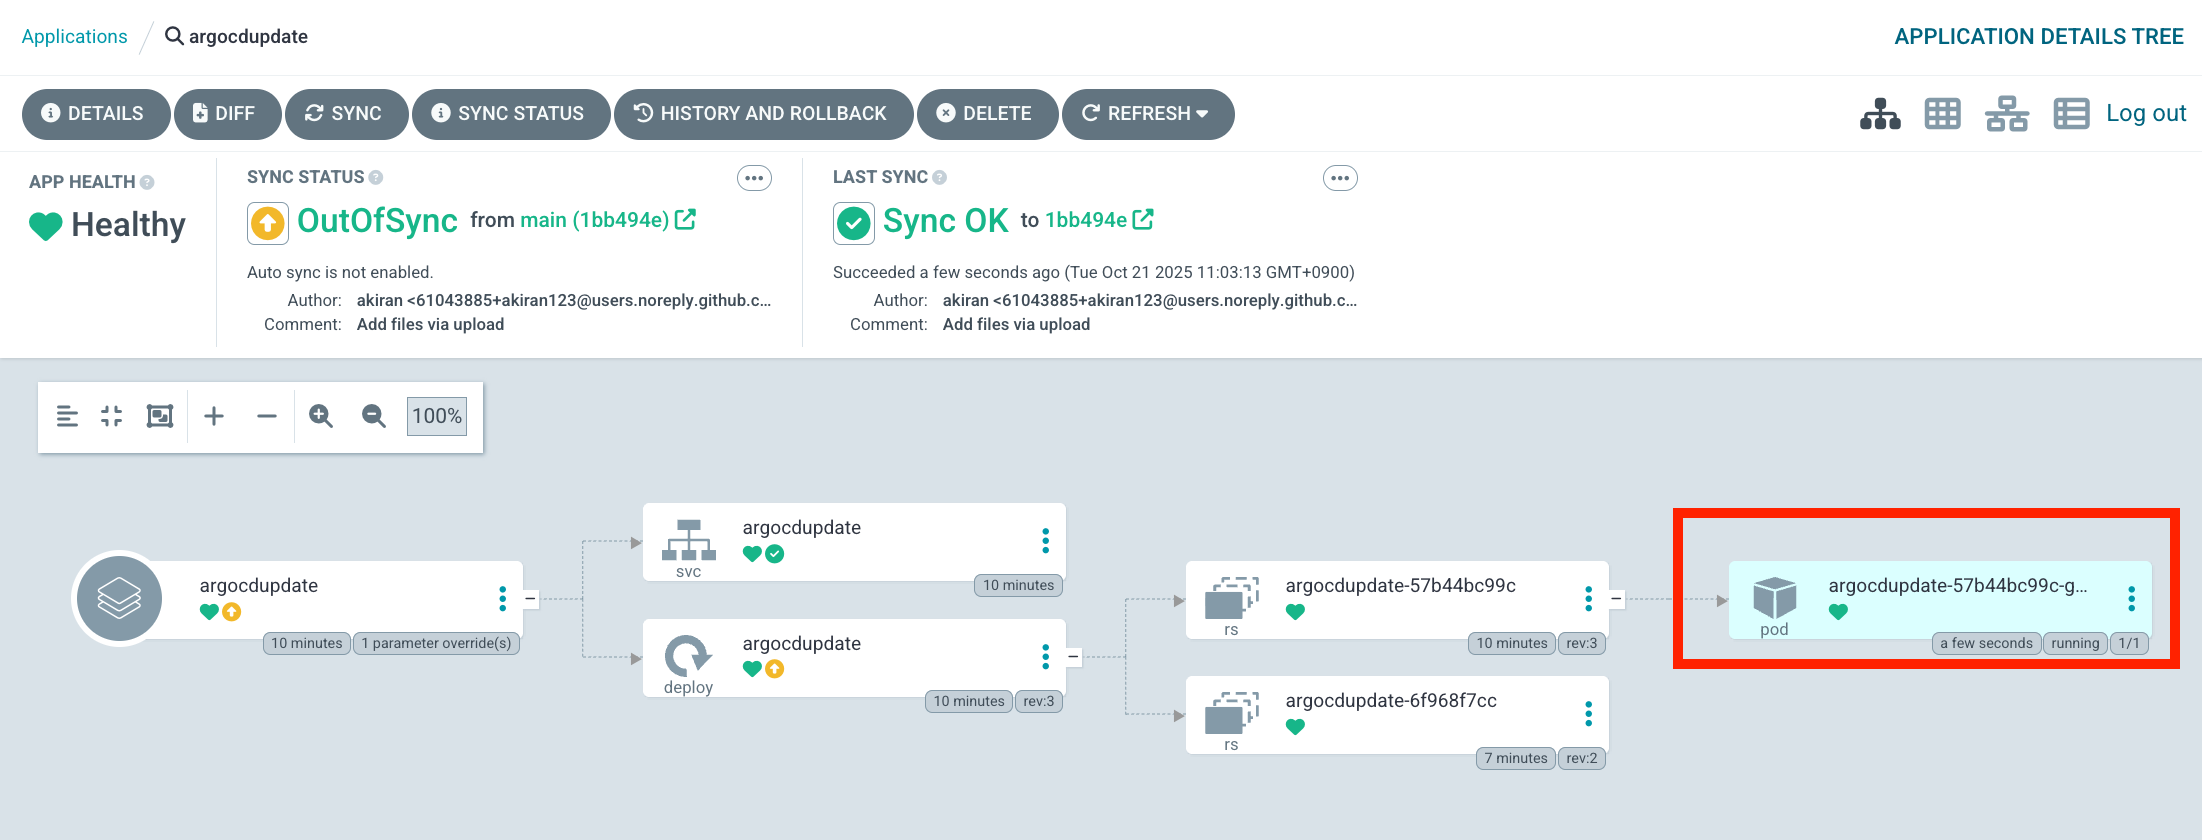 Applications
argocdupdate
APPLICATION DETAILS TREE
DETAILS
DIFF
SYNC
SYNC STATUS
HISTORY AND ROLLBACK
DELETE
REFRESH
Log out
APP HEALTH
Healthy
SYNC STATUS
OutOfSync from main (1bb494e)
Auto sync is not enabled.
Author: akiran <61043885+akiran123@users.noreply.github.c...
Comment: Add files via upload
LAST SYNC
Sync OK to 1bb494e
Succeeded a few seconds ago (Tue Oct 21 2025 11:03:13 GMT+0900)
Author: akiran <61043885+akiran123@users.noreply.github.c...
Comment: Add files via upload
100%
argocdupdate
10 minutes
1 parameter override(s)
svc
argocdupdate
10 minutes
deploy
argocdupdate
10 minutes
rev:3
rs
argocdupdate-57b44bc99c
10 minutes
rev:3
rs
argocdupdate-6f968f7cc
7 minutes
rev:2
pod
argocdupdate-57b44bc99c-g...
a few seconds
running
1/1